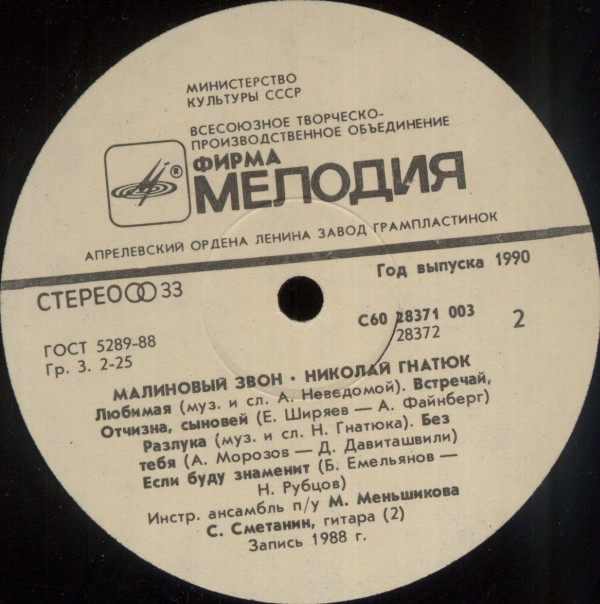 МИНИСТЕРСТВО
КУЛЬТУРЫ СССР
ВСЕСОЮЗНОЕ ТВОРЧЕСКО-
ПРОИЗВОДСТВЕННОЕ ОБЪЕДИНЕНИЕ
®
ФИРМА
МЕЛОДИЯ
АПРЕЛЕВСКИЙ ОРДЕНА ЛЕНИНА ЗАВОД ГРАМПЛАСТИНОК
СТЕРЕО 33
Год выпуска 1990
ГОСТ 5289-88
Гр. 3. 2-25
С60 28371 003
28372
2
МАЛИНОВЫЙ ЗВОН · НИКОЛАЙ ГНАТЮК
Любимая (муз. и сл. А. Неведомой). Встречай,
Отчизна, сыновей (Е. Ширяев — А. Файнберг)
Разлука (муз. и сл. Н. Гнатюка). Без
тебя (А. Морозов — Д. Давиташвили)
Если буду знаменит (Б. Емельянов —
Н. Рубцов)
Инстр. ансамбль п/у М. Меньшикова
С. Сметанин, гитара (2)
Запись 1988 г.